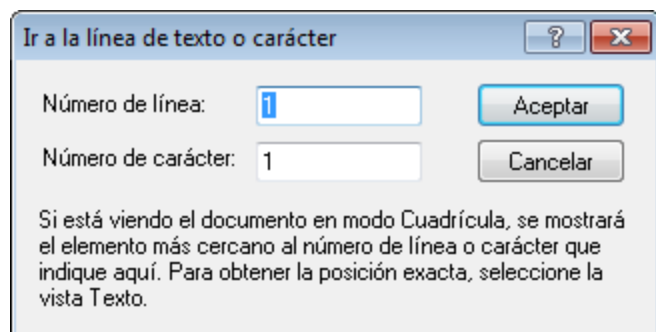 Ir a la línea de texto o carácter
Número de línea: 1 Aceptar
Número de carácter: 1 Cancelar
Si está viendo el documento en modo Cuadrícula, se mostrará
el elemento más cercano al número de línea o carácter que
indique aquí. Para obtener la posición exacta, seleccione la
vista Texto.